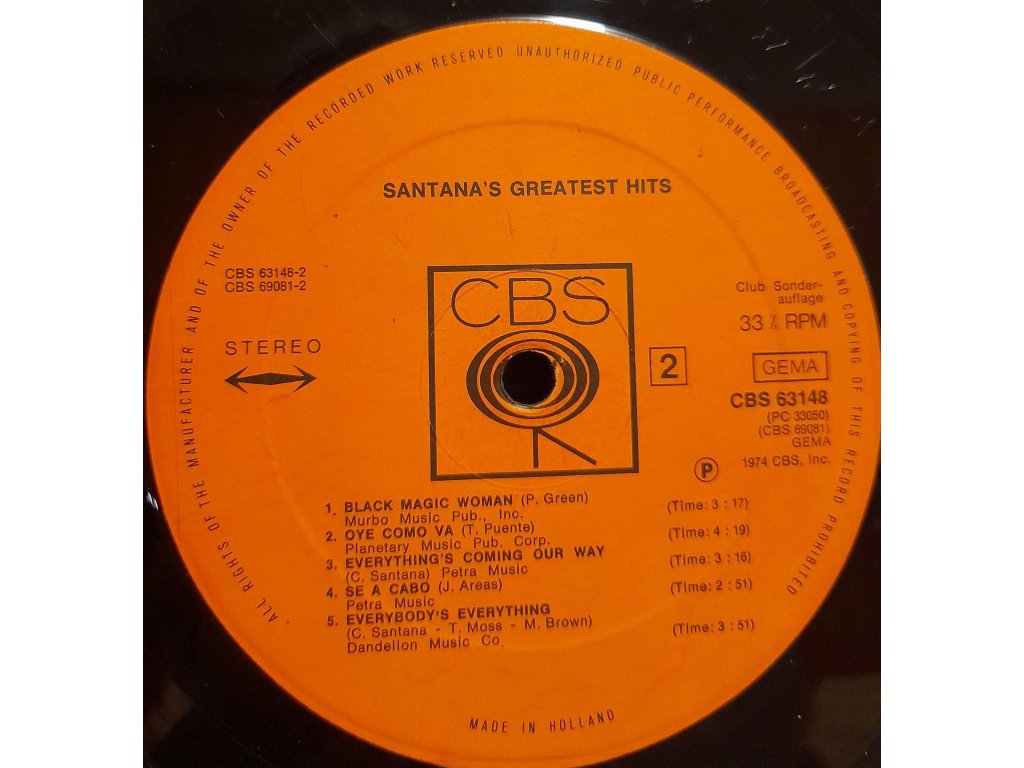 ALL RIGHTS OF THE MANUFACTURER AND OF THE OWNER OF THE RECORDED WORK RESERVED UNAUTHORIZED PUBLIC PERFORMANCE BROADCASTING AND COPYING OF THIS RECORD PROHIBITED
SANTANA'S GREATEST HITS
CBS 63148-2
CBS 69081-2
STEREO
CBS
2
Club Sonder-
auflage
33 ⅓ RPM
GEMA
CBS 63148
(PC 33050)
(CBS 69081)
GEMA
P 1974 CBS, Inc.
1. BLACK MAGIC WOMAN (P. Green) (Time: 3 : 17)
Murbo Music Pub., Inc.
2. OYE COMO VA (T. Puente) (Time: 4 : 19)
Planetary Music Pub. Corp.
3. EVERYTHING'S COMING OUR WAY (Time: 3 : 16)
(C. Santana) Petra Music
4. SE A CABO (J. Areas) (Time: 2 : 51)
Petra Music
5. EVERYBODY'S EVERYTHING (Time: 3 : 51)
(C. Santana - T. Moss - M. Brown)
Dandelion Music Co.
MADE IN HOLLAND